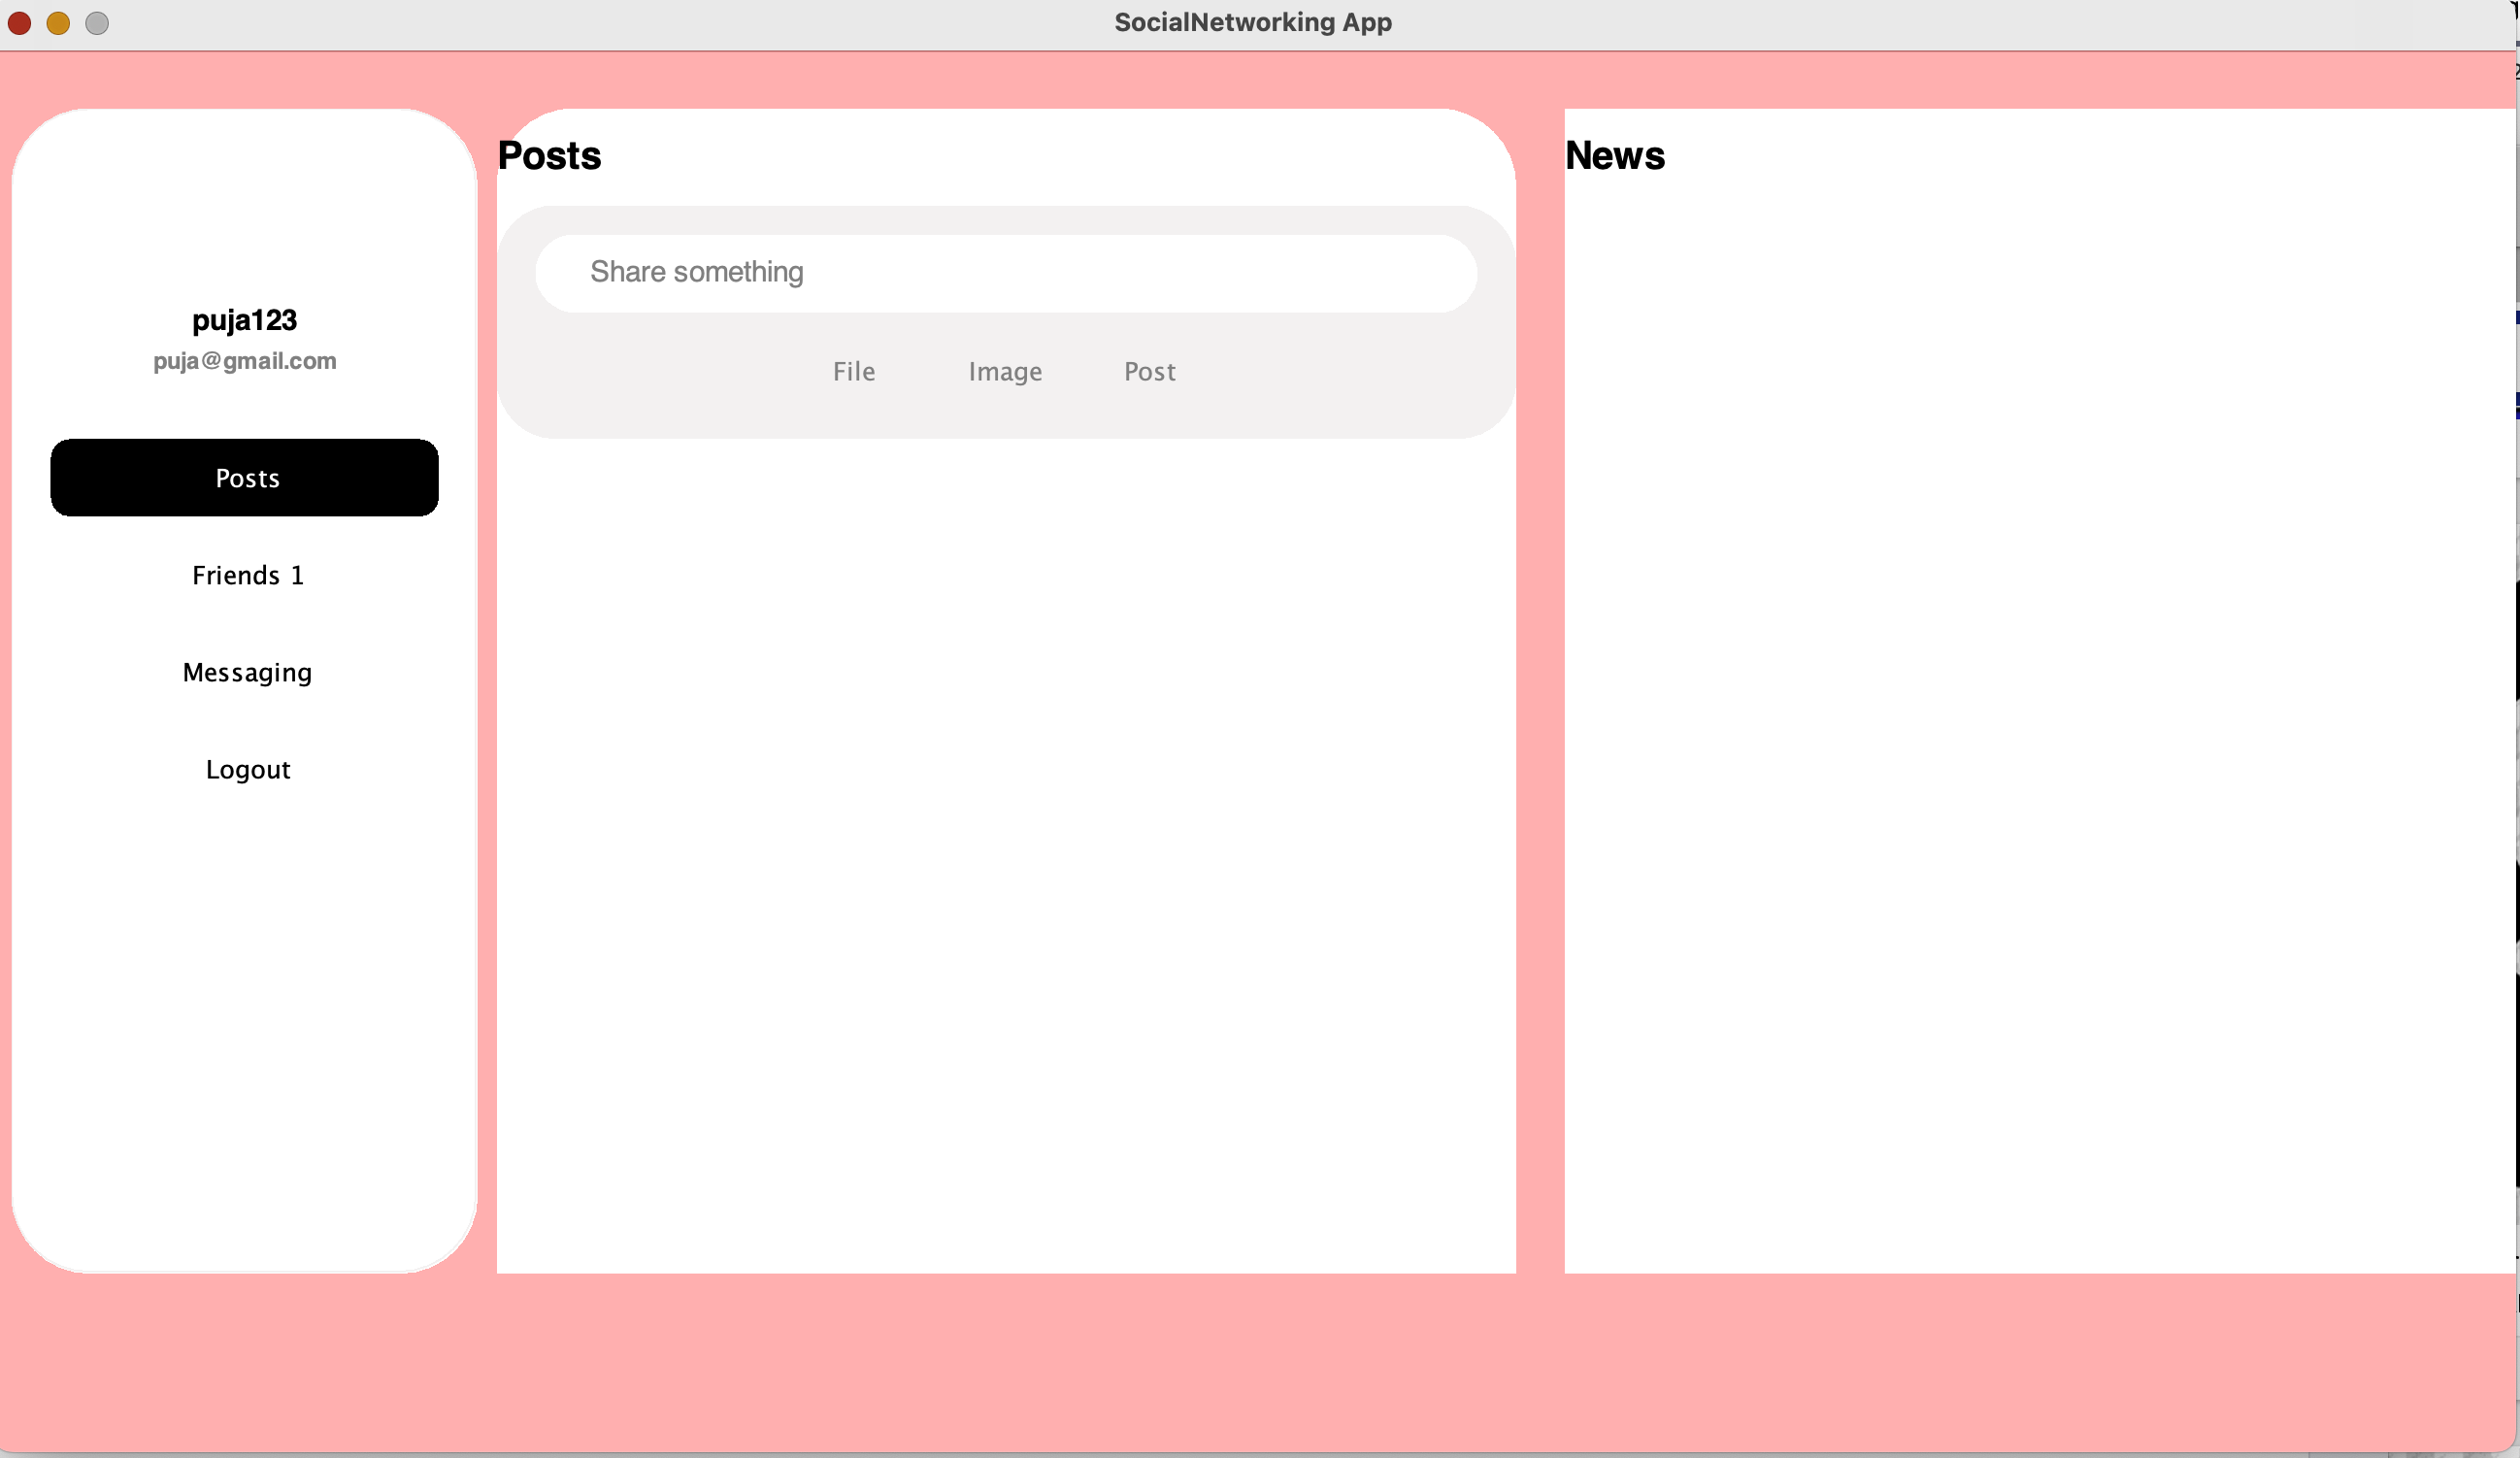 SocialNetworking App
puja123
puja@gmail.com
Posts
Friends 1
Messaging
Logout
Posts
Share something
File Image Post
News